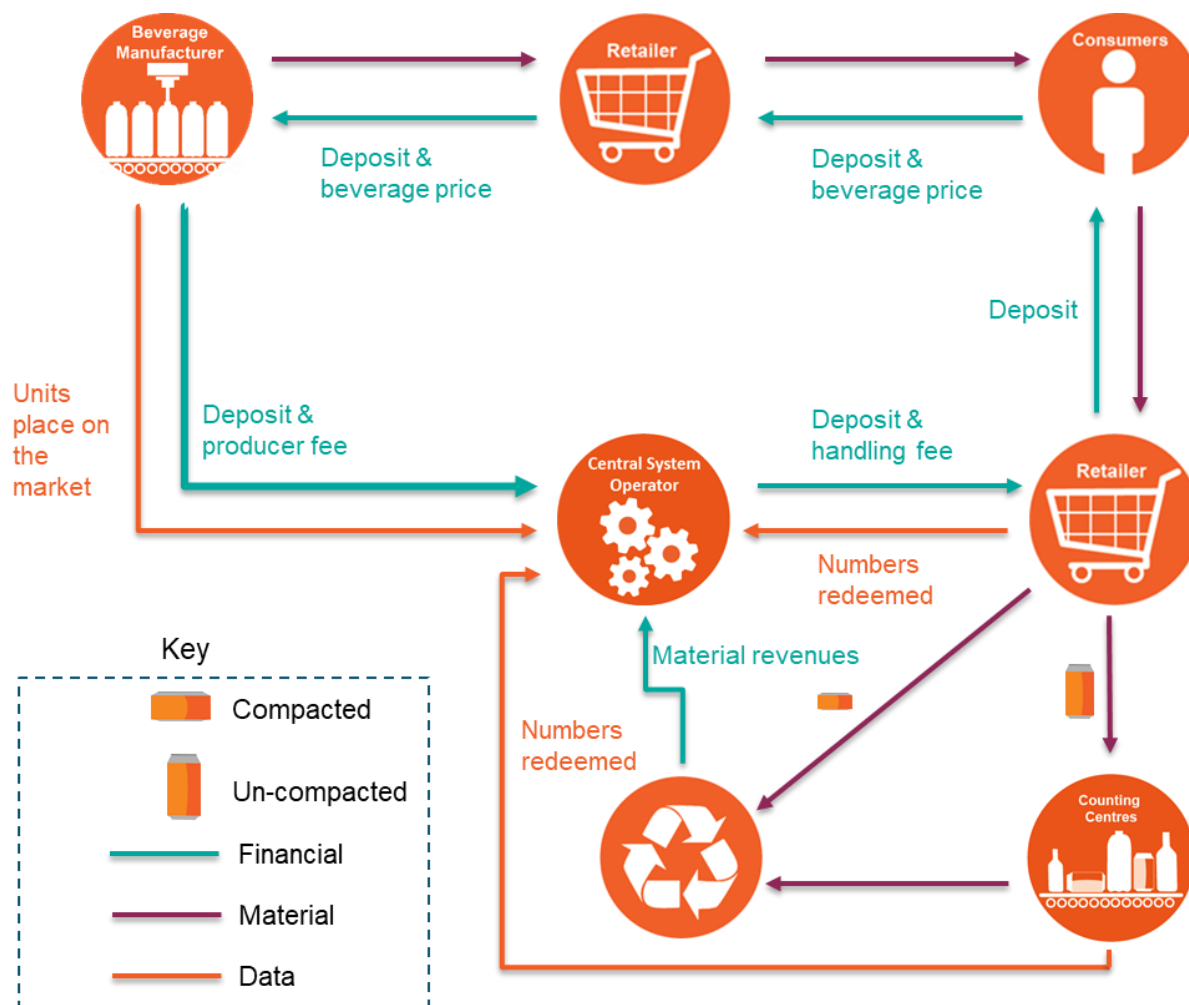 Beverage
Manufacturer
Retailer
Consumers
Deposit &
beverage price
Deposit &
beverage price
Deposit
Units
place on
the
market
Deposit &
producer fee
Deposit &
handling fee
Central System
Operator
Retailer
Numbers
redeemed
Material revenues
Numbers
redeemed
Counting
Centres
Key
Compacted
Un-compacted
Financial
Material
Data